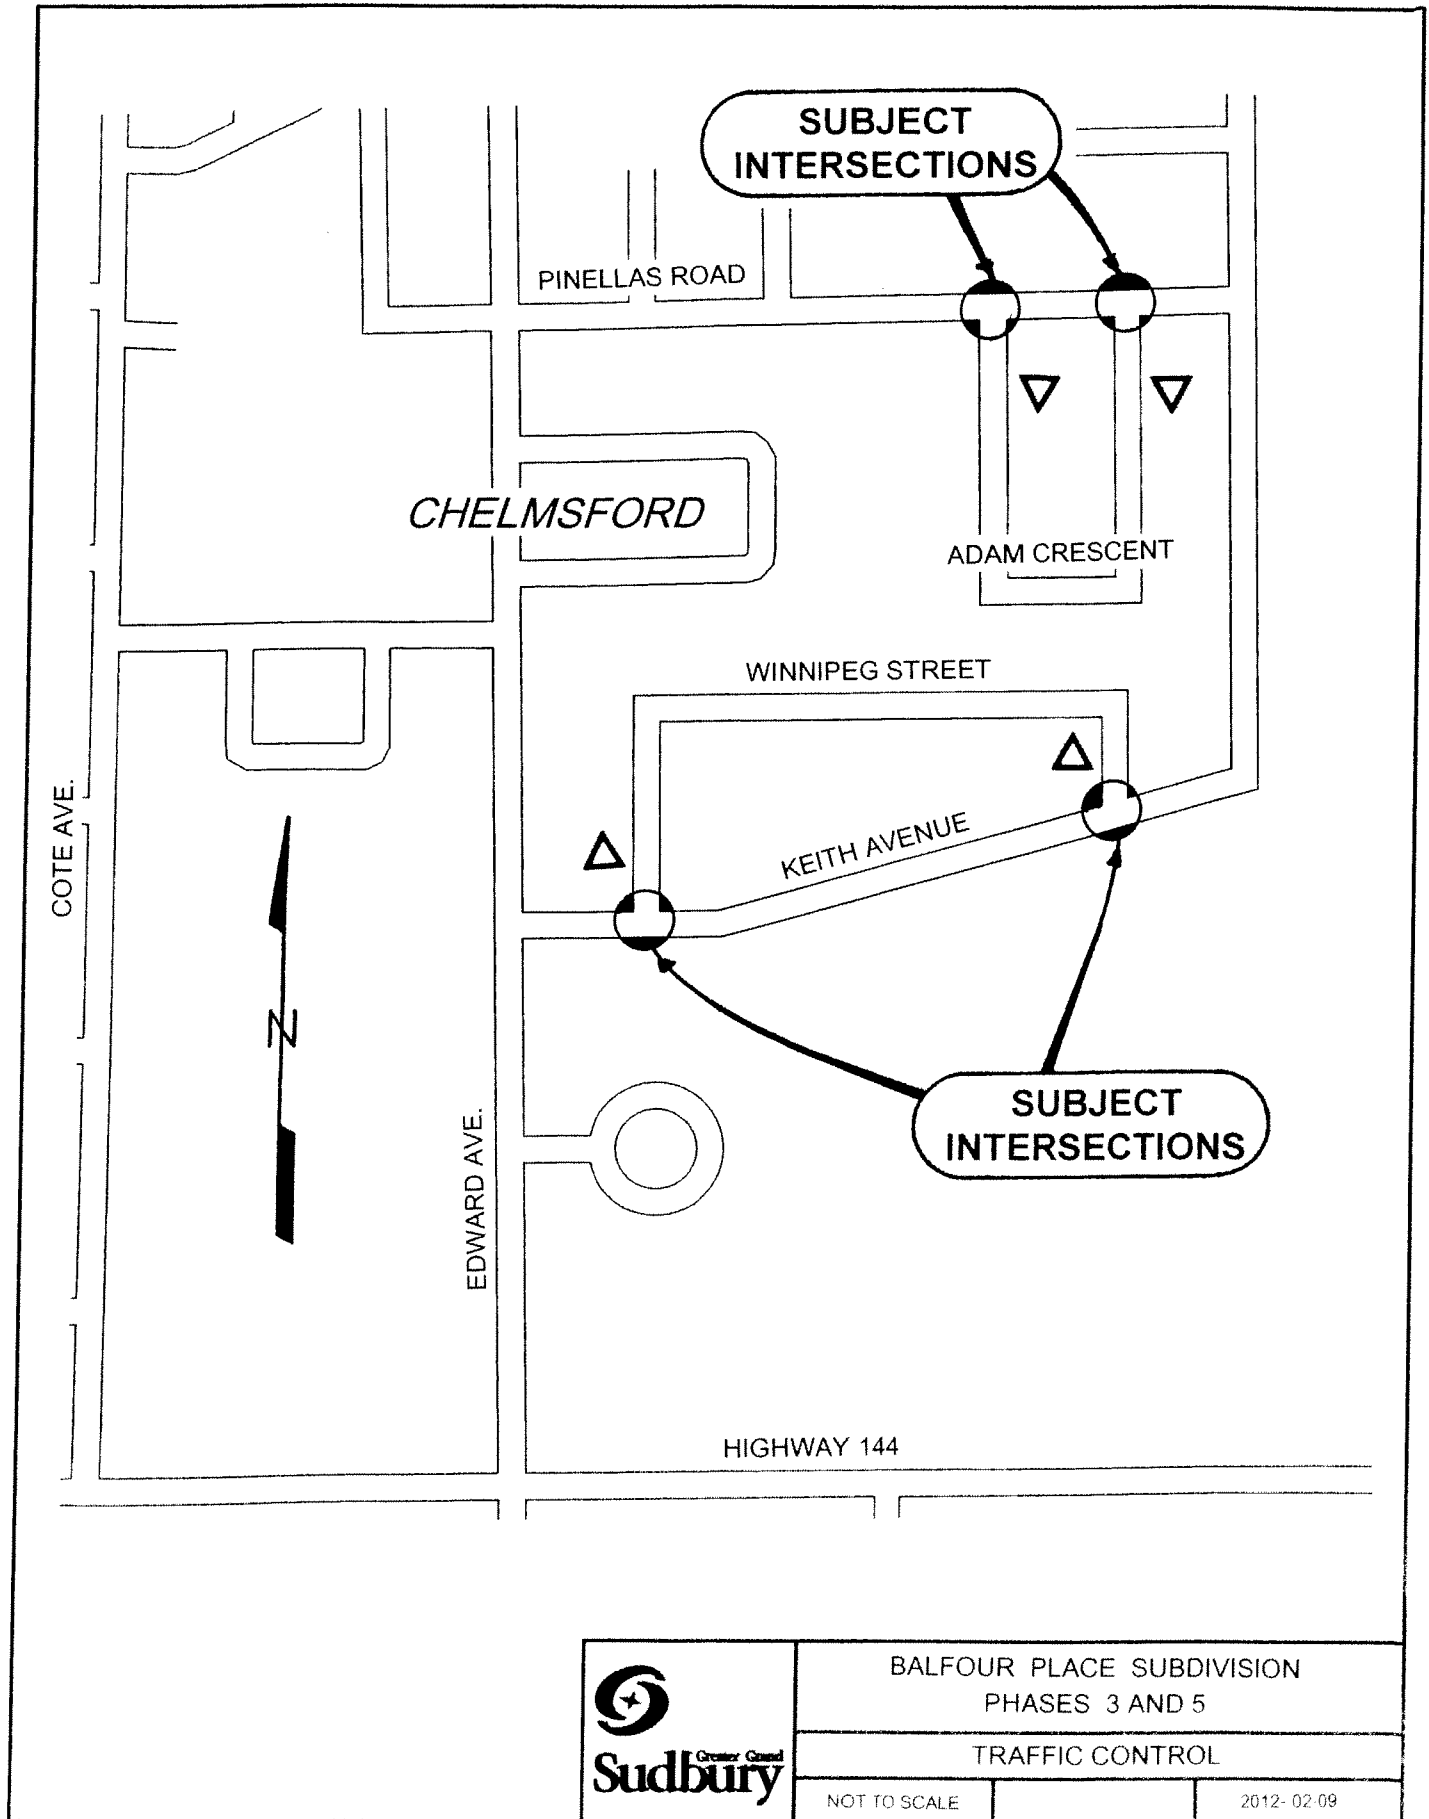 SUBJECT
INTERSECTIONS
PINELLAS ROAD
CHELMSFORD
ADAM CRESCENT
WINNIPEG STREET
COTE AVE.
KEITH AVENUE
N
SUBJECT
INTERSECTIONS
EDWARD AVE.
HIGHWAY 144
BALFOUR PLACE SUBDIVISION
PHASES 3 AND 5
Greater Grand
Sudbury
TRAFFIC CONTROL
NOT TO SCALE
2012-02-09